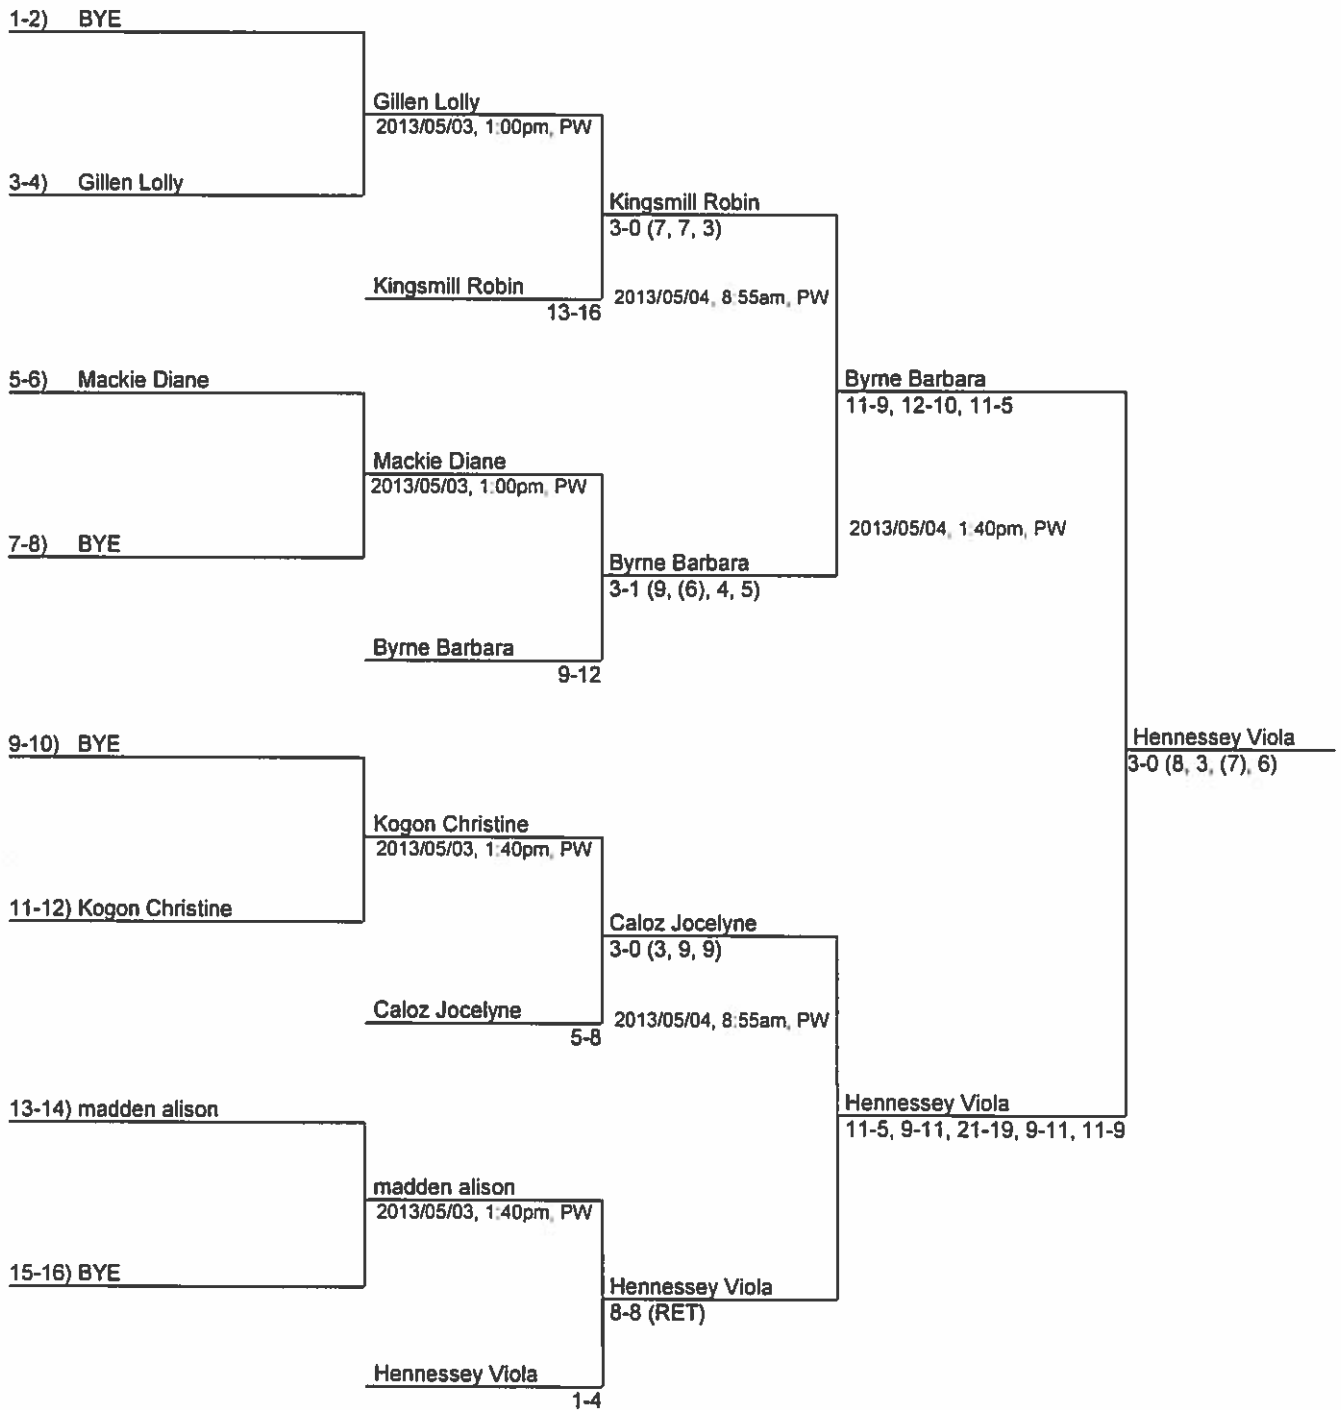 1-2) BYE
Gillen Lolly
2013/05/03, 1:00pm, PW
3-4) Gillen Lolly
Kingsmill Robin
3-0 (7, 7, 3)
Kingsmill Robin
13-16
2013/05/04, 8:55am, PW
5-6) Mackie Diane
Byrne Barbara
11-9, 12-10, 11-5
Mackie Diane
2013/05/03, 1:00pm, PW
2013/05/04, 1:40pm, PW
7-8) BYE
Byrne Barbara
3-1 (9, (6), 4, 5)
Byrne Barbara
9-12
9-10) BYE
Hennessey Viola
3-0 (8, 3, (7), 6)
Kogon Christine
2013/05/03, 1:40pm, PW
11-12) Kogon Christine
Caloz Jocelyne
3-0 (3, 9, 9)
Caloz Jocelyne
5-8
2013/05/04, 8:55am, PW
13-14) madden alison
Hennessey Viola
11-5, 9-11, 21-19, 9-11, 11-9
madden alison
2013/05/03, 1:40pm, PW
15-16) BYE
Hennessey Viola
8-8 (RET)
Hennessey Viola
1-4